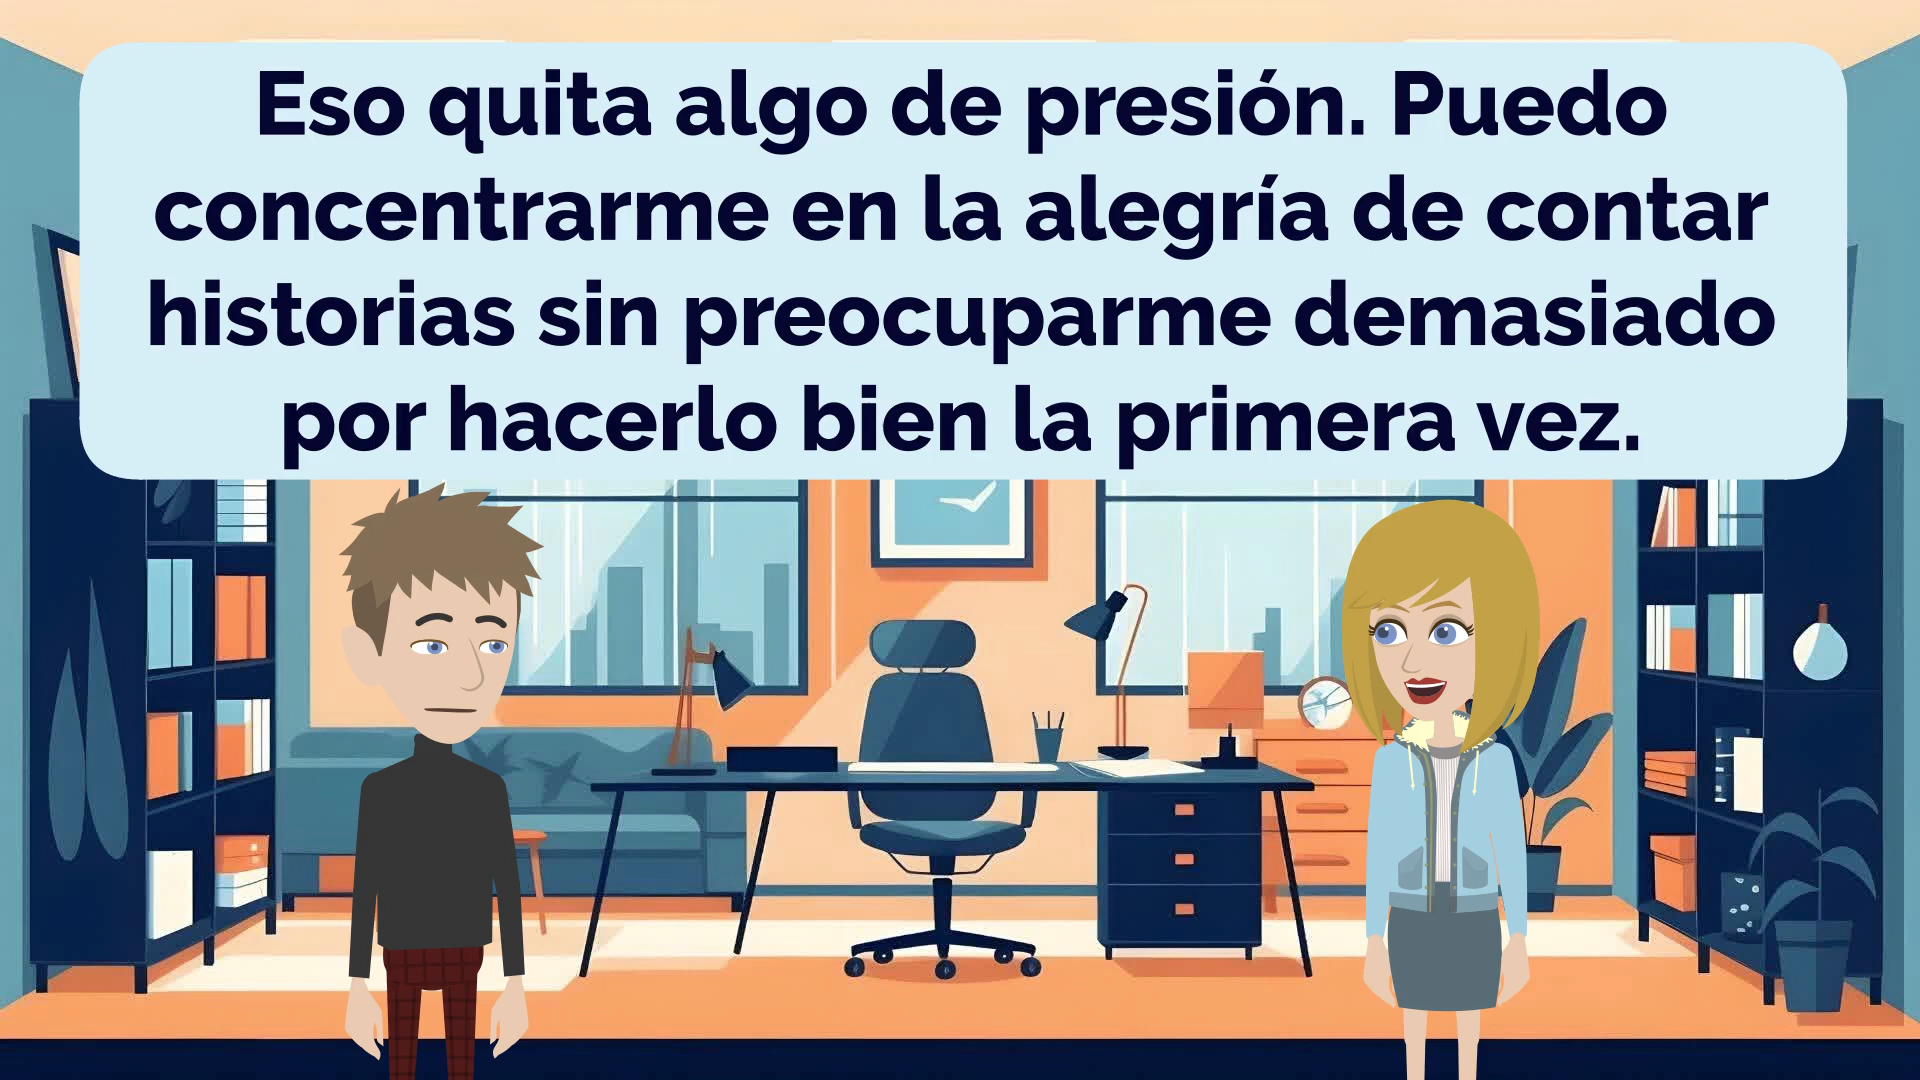 Eso quita algo de presión. Puedo
concentrarme en la alegría de contar
historias sin preocuparme demasiado
por hacerlo bien la primera vez.